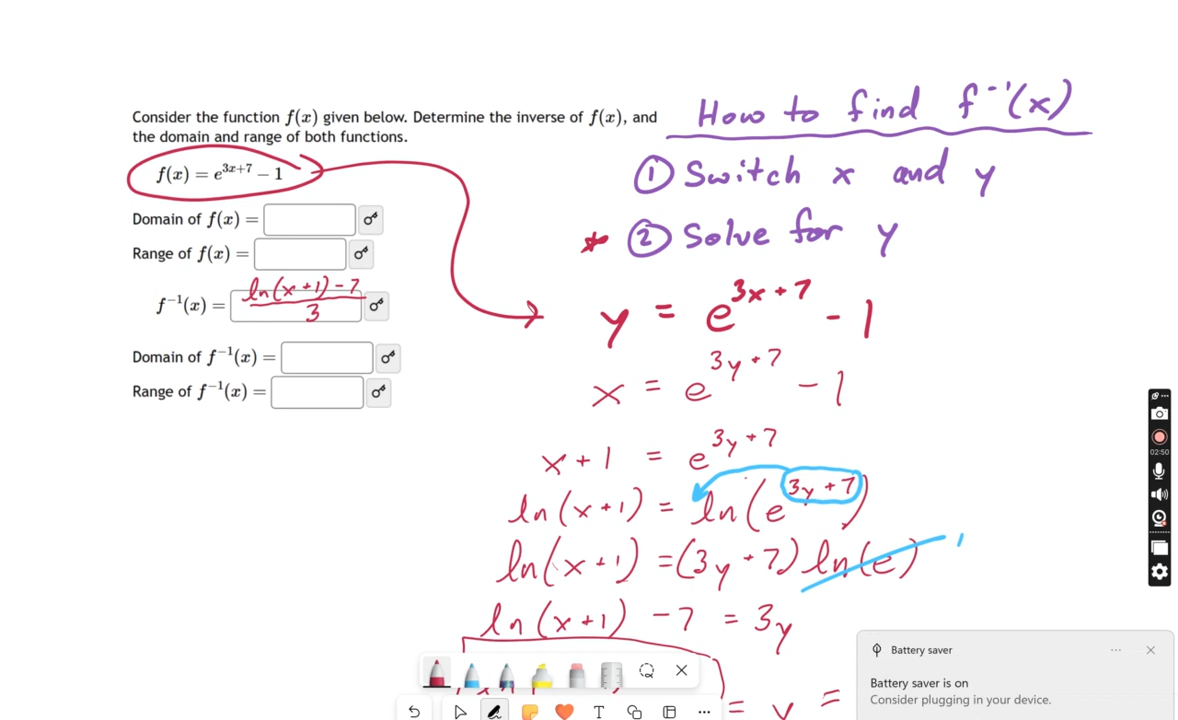 Consider the function f(x) given below. Determine the inverse of f(x), and
the domain and range of both functions.
f(x) = e^{3x+7} − 1
Domain of f(x) =
Range of f(x) =
f^{−1}(x) = (ln(x+1) − 7)/3
Domain of f^{−1}(x) =
Range of f^{−1}(x) =
How to find f^{-1}(x)
① Switch x and y
* ② Solve for y
y = e^{3x+7} - 1
x = e^{3y+7} - 1
x+1 = e^{3y+7}
ln(x+1) = ln(e^{3y+7})
ln(x+1) = (3y+7) ln(e) 1
ln(x+1) - 7 = 3y
= y =
02:50
T
Battery saver
Battery saver is on
Consider plugging in your device.